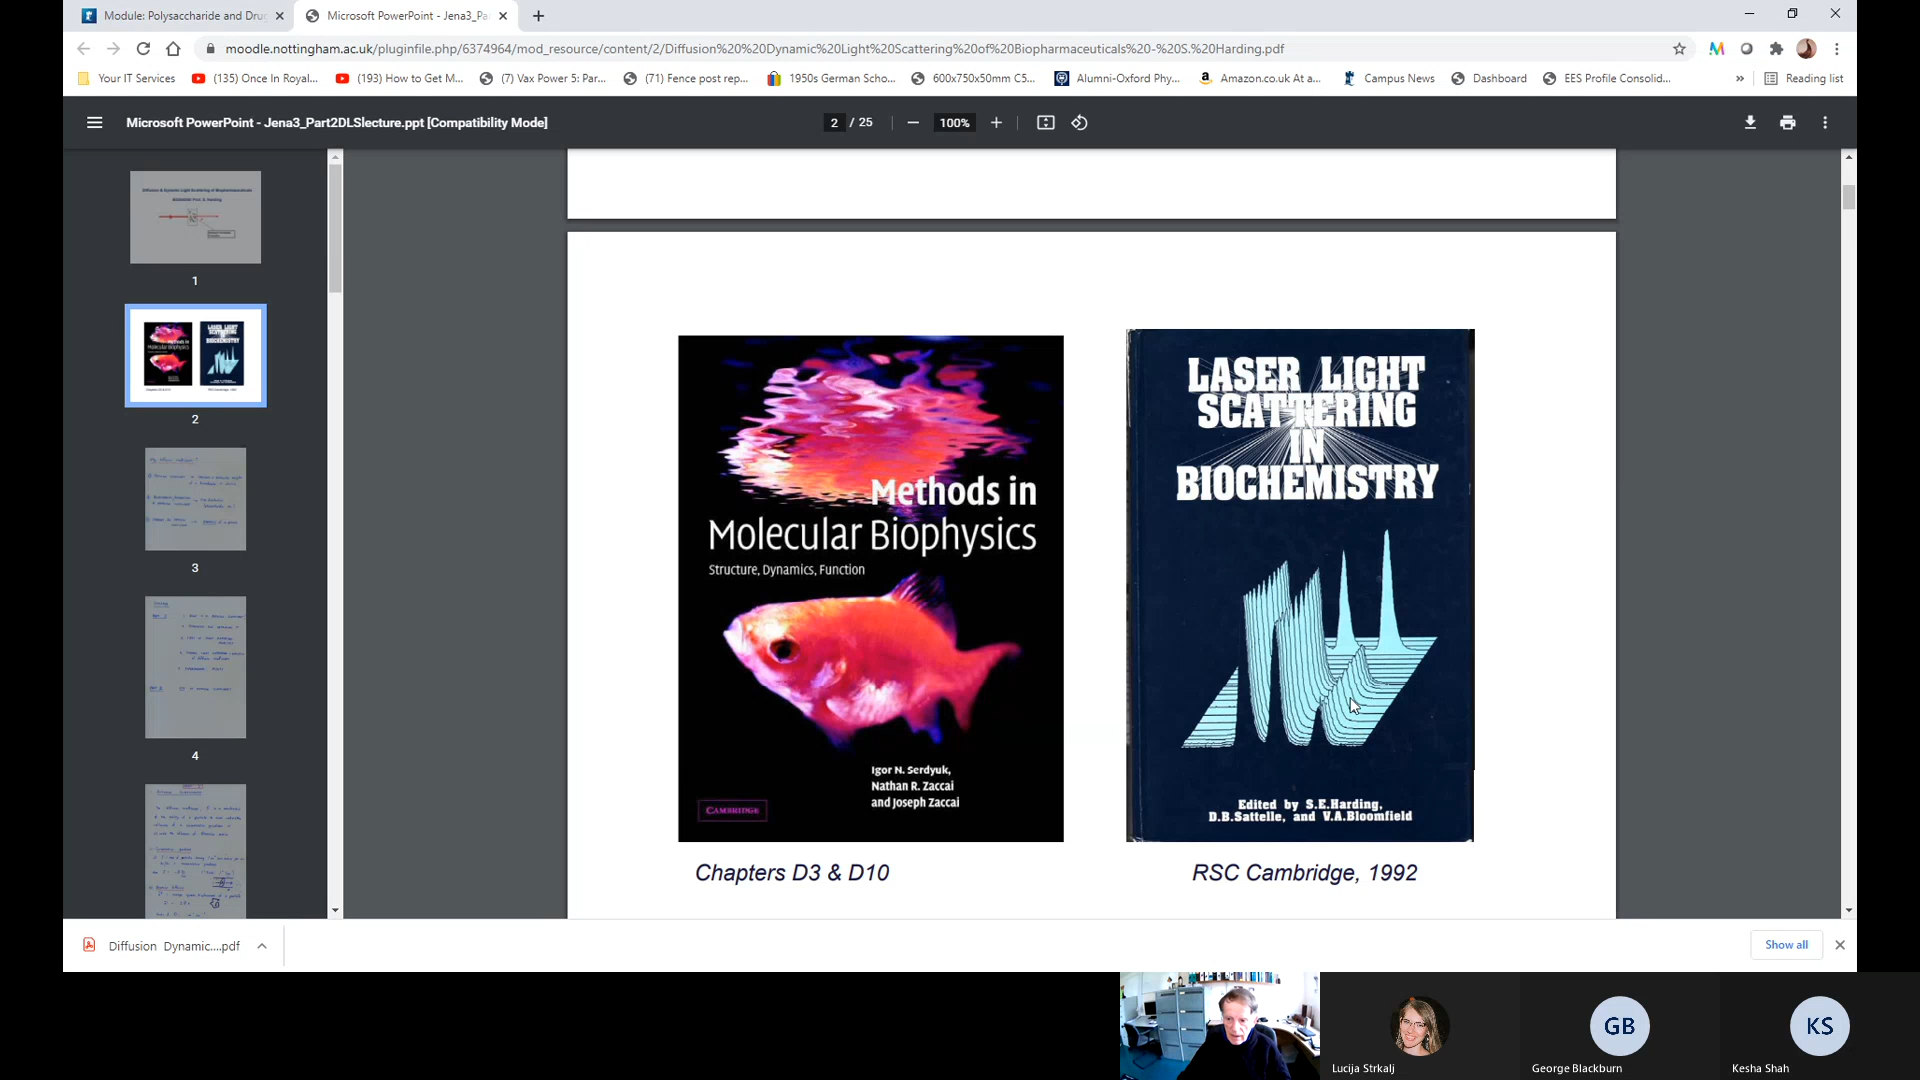 Module: Polysaccharide and Dru
Microsoft PowerPoint - Jena3_Pa
moodle.nottingham.ac.uk/pluginfile.php/6374964/mod_resource/content/2/Diffusion%20%20Dynamic%20Light%20Scattering%20of%20Biopharmaceuticals%20-%20S.%20Harding.pdf
Your IT Services
(135) Once In Royal...
(193) How to Get M...
(7) Vax Power 5: Par...
(71) Fence post rep...
1950s German Scho...
600x750x50mm C5...
Alumni-Oxford Phy...
Amazon.co.uk At a...
Campus News
Dashboard
EES Profile Consolid...
»
Reading list
Microsoft PowerPoint - Jena3_Part2DLSlecture.ppt [Compatibility Mode]
2 / 25
100%
1
2
3
4
Methods in
Molecular Biophysics
Structure, Dynamics, Function
Igor N. Serdyuk,
Nathan R. Zaccai
and Joseph Zaccai
CAMBRIDGE
Chapters D3 & D10
LASER LIGHT
SCATTERING
IN
BIOCHEMISTRY
Edited by S.E.Harding,
D.B.Sattelle, and V.A.Bloomfield
RSC Cambridge, 1992
Diffusion Dynamic....pdf
Show all
GB
KS
Lucija Strkalj
George Blackburn
Kesha Shah